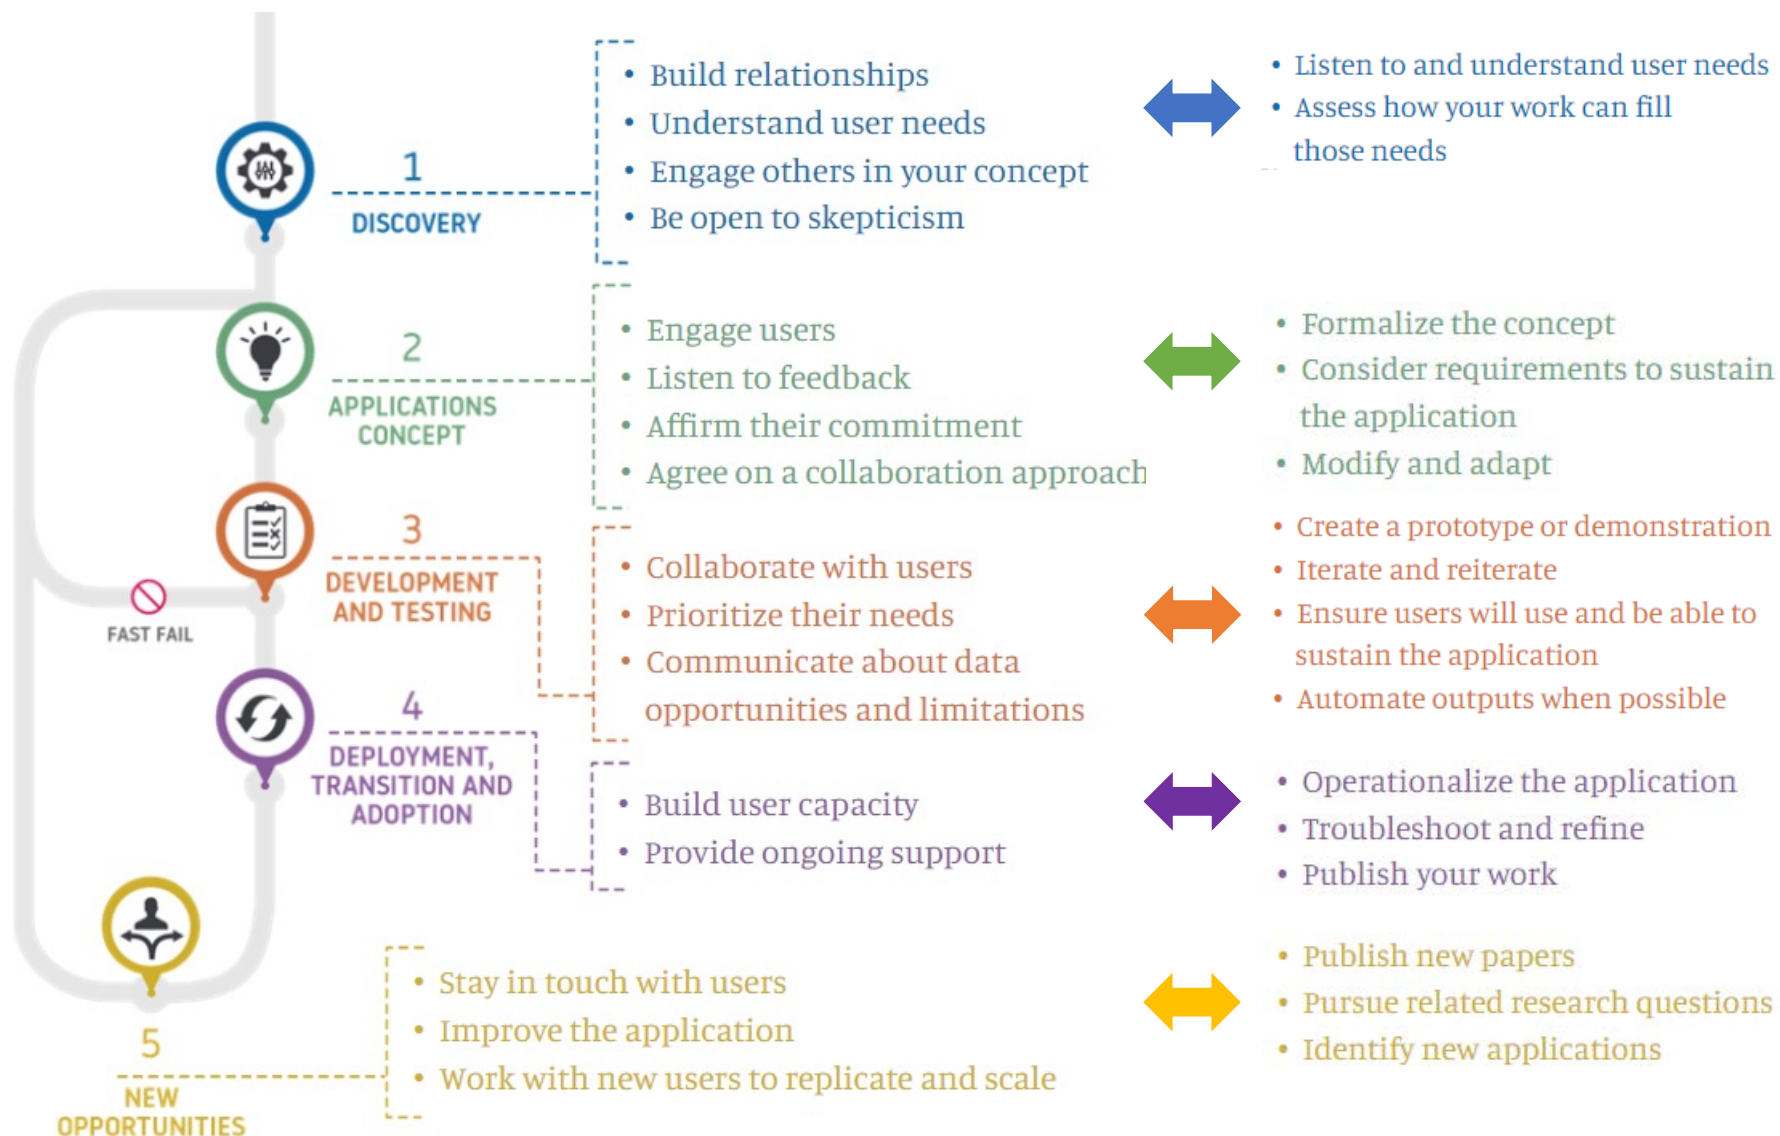 1
DISCOVERY
• Build relationships
• Understand user needs
• Engage others in your concept
• Be open to skepticism
• Listen to and understand user needs
• Assess how your work can fill
those needs
2
APPLICATIONS
CONCEPT
• Engage users
• Listen to feedback
• Affirm their commitment
• Agree on a collaboration approach
• Formalize the concept
• Consider requirements to sustain
the application
• Modify and adapt
3
DEVELOPMENT
AND TESTING
FAST FAIL
• Collaborate with users
• Prioritize their needs
• Communicate about data
opportunities and limitations
• Create a prototype or demonstration
• Iterate and reiterate
• Ensure users will use and be able to
sustain the application
• Automate outputs when possible
4
DEPLOYMENT,
TRANSITION AND
ADOPTION
• Build user capacity
• Provide ongoing support
• Operationalize the application
• Troubleshoot and refine
• Publish your work
5
NEW
OPPORTUNITIES
• Stay in touch with users
• Improve the application
• Work with new users to replicate and scale
• Publish new papers
• Pursue related research questions
• Identify new applications